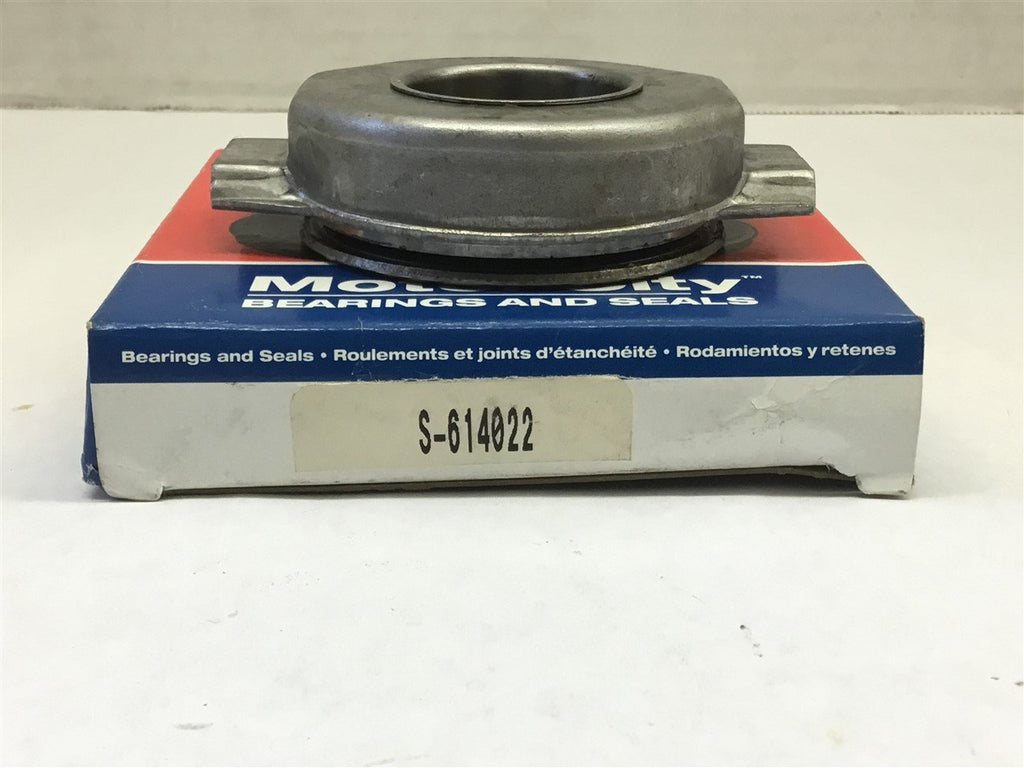 BEARINGS AND SEALS
Bearings and Seals • Roulements et joints d'étanchéité • Rodamientos y retenes
S-614022